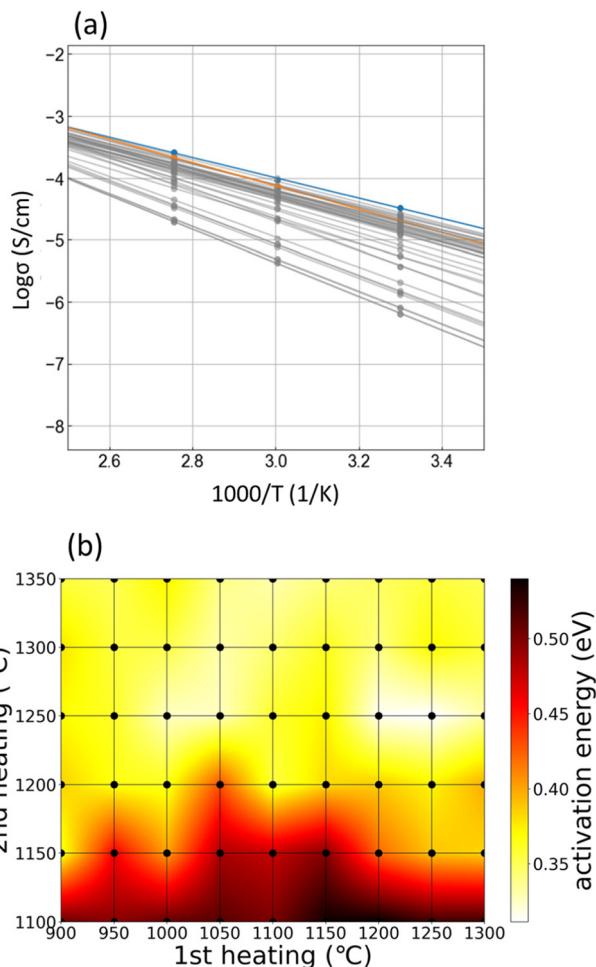 (a)
−2
−3
−4
−5
−6
−7
−8
Logσ (S/cm)
2.6 2.8 3.0 3.2 3.4
1000/T (1/K)
(b)
1350
1300
1250
1200
1150
1100
2nd heating (°C)
900 950 1000 1050 1100 1150 1200 1250 1300
1st heating (°C)
0.50
0.45
0.40
0.35
activation energy (eV)